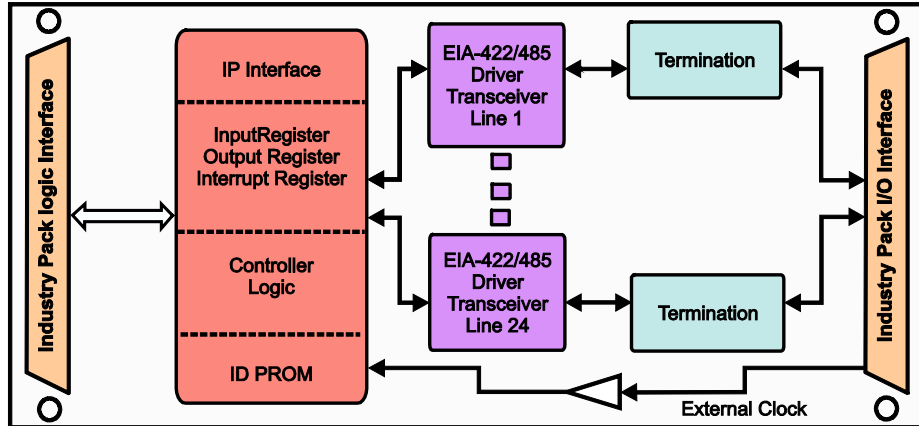 Industry Pack logic Interface
IP Interface
InputRegister
Output Register
Interrupt Register
Controller
Logic
ID PROM
EIA-422/485
Driver
Transceiver
Line 1
EIA-422/485
Driver
Transceiver
Line 24
Termination
Termination
External Clock
Industry Pack I/O Interface